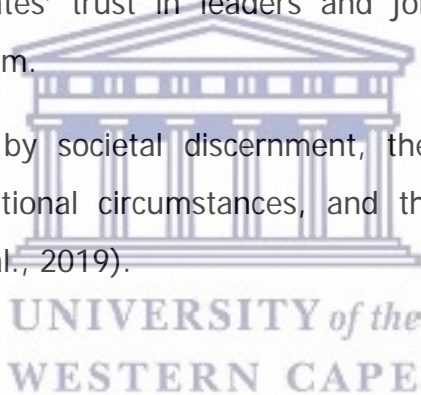 ates' trust in leaders and jo
m.
by societal discernment, the
tional circumstances, and th
al., 2019).
UNIVERSITY of the
WESTERN CAPE